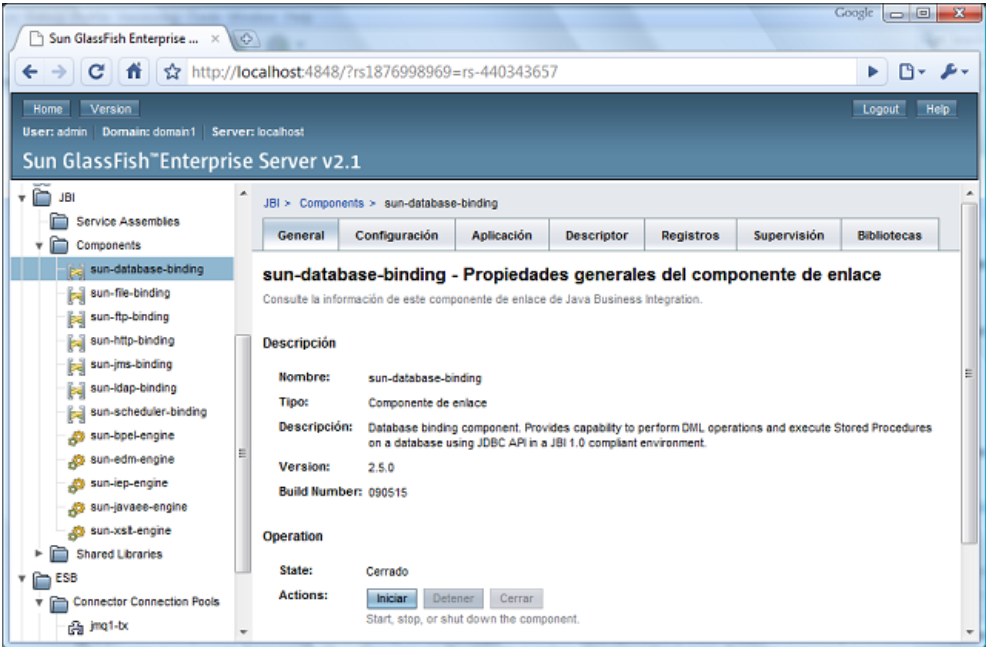 Google
Sun GlassFish Enterprise ...
http://localhost:4848/?rs1876998969=rs-440343657
Home Version Logout Help
User: admin Domain: domain1 Server: localhost
Sun GlassFish™Enterprise Server v2.1
JBI
Service Assemblies
Components
sun-database-binding
sun-file-binding
sun-ftp-binding
sun-http-binding
sun-jms-binding
sun-ldap-binding
sun-scheduler-binding
sun-bpel-engine
sun-edm-engine
sun-iep-engine
sun-javaee-engine
sun-xslt-engine
Shared Libraries
ESB
Connector Connection Pools
jmq1-tx
JBI > Components > sun-database-binding
General Configuración Aplicación Descriptor Registros Supervisión Bibliotecas
sun-database-binding - Propiedades generales del componente de enlace
Consulte la información de este componente de enlace de Java Business Integration.
Descripción
Nombre: sun-database-binding
Tipo: Componente de enlace
Descripción: Database binding component. Provides capability to perform DML operations and execute Stored Procedures
on a database using JDBC API in a JBI 1.0 compliant environment.
Version: 2.5.0
Build Number: 090515
Operation
State: Cerrado
Actions: Iniciar Detener Cerrar
Start, stop, or shut down the component.